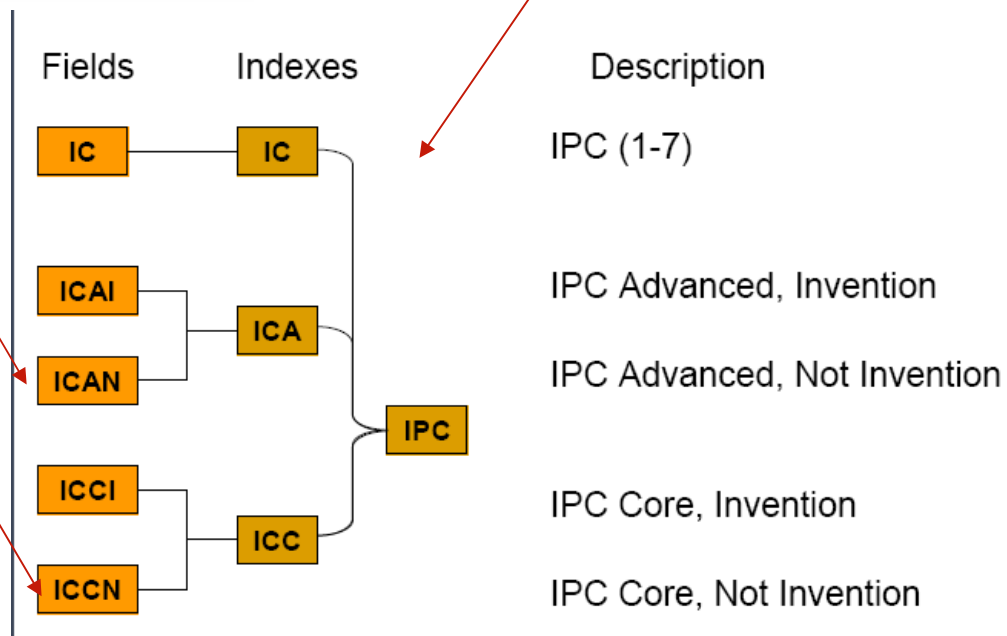 Fields Indexes Description
IC IC IPC (1-7)
ICAI IPC Advanced, Invention
ICA
ICAN IPC Advanced, Not Invention
IPC
ICCI IPC Core, Invention
ICC
ICCN IPC Core, Not Invention